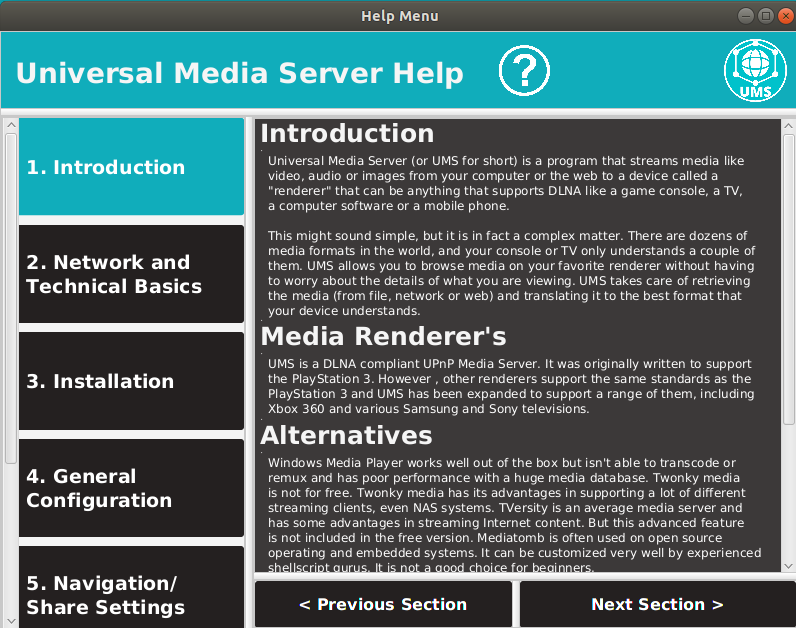 Help Menu
Universal Media Server Help
?
UMS
1. Introduction
2. Network and
Technical Basics
3. Installation
4. General
Configuration
5. Navigation/
Share Settings
Introduction
Universal Media Server (or UMS for short) is a program that streams media like
video, audio or images from your computer or the web to a device called a
"renderer" that can be anything that supports DLNA like a game console, a TV,
a computer software or a mobile phone.
This might sound simple, but it is in fact a complex matter. There are dozens of
media formats in the world, and your console or TV only understands a couple of
them. UMS allows you to browse media on your favorite renderer without having
to worry about the details of what you are viewing. UMS takes care of retrieving
the media (from file, network or web) and translating it to the best format that
your device understands.
Media Renderer's
UMS is a DLNA compliant UPnP Media Server. It was originally written to support
the PlayStation 3. However , other renderers support the same standards as the
PlayStation 3 and UMS has been expanded to support a range of them, including
Xbox 360 and various Samsung and Sony televisions.
Alternatives
Windows Media Player works well out of the box but isn't able to transcode or
remux and has poor performance with a huge media database. Twonky media
is not for free. Twonky media has its advantages in supporting a lot of different
streaming clients, even NAS systems. TVersity is an average media server and
has some advantages in streaming Internet content. But this advanced feature
is not included in the free version. Mediatomb is often used on open source
operating and embedded systems. It can be customized very well by experienced
shellscript gurus. It is not a good choice for beginners.
< Previous Section
Next Section >